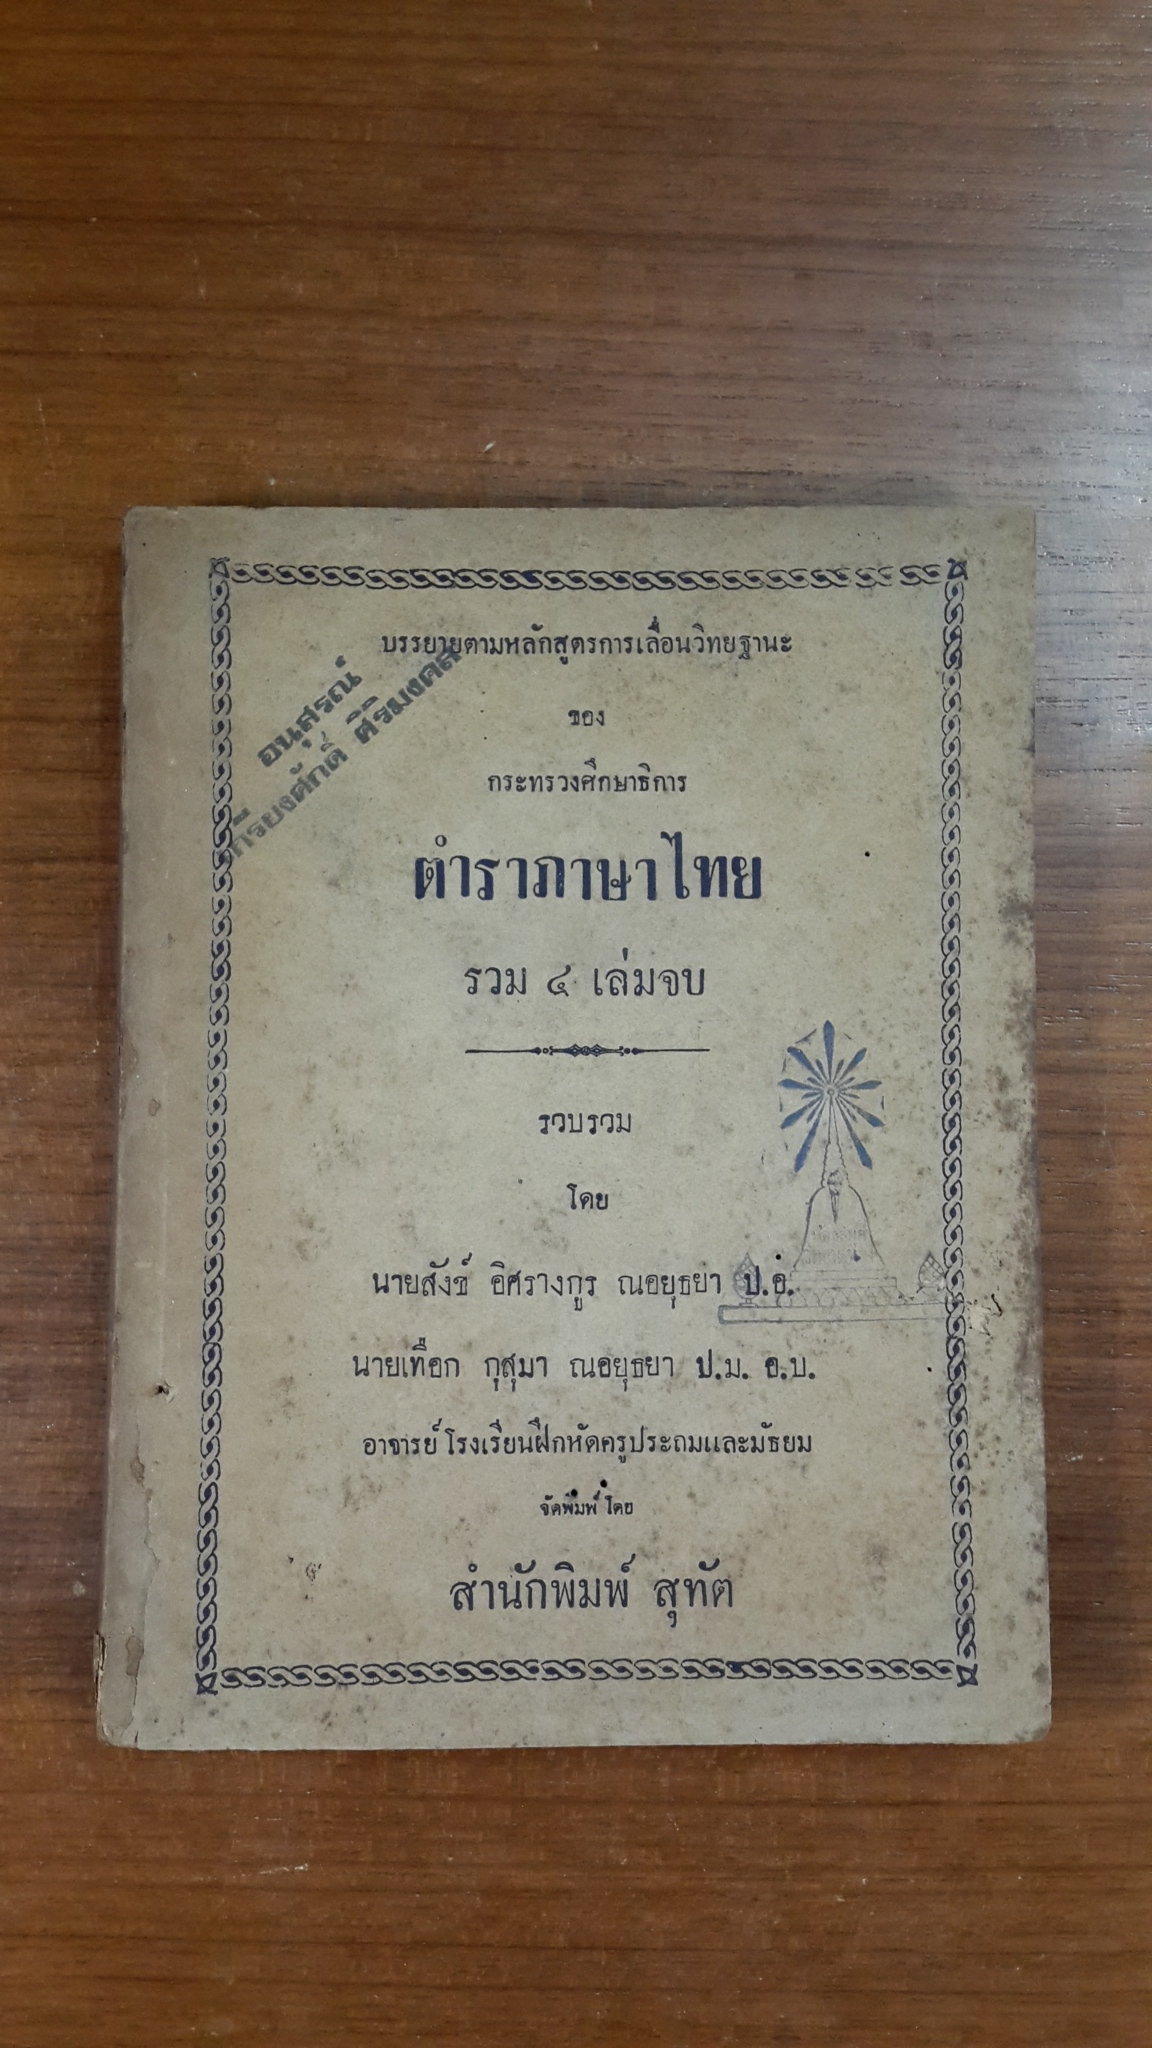 บรรยายตามหลักสูตรการเลื่อนวิทยฐานะ
ของ
กระทรวงศึกษาธิการ
อนุสรณ์
เกรียงศักดิ์ ศิริมงคล
ตำราภาษาไทย
รวม ๔ เล่มจบ
รวบรวม
โดย
นายสังข์ อิศรางกูร ณอยุธยา ป.อ.
นายเทือก กุสุมา ณอยุธยา ป.ม. อ.บ.
อาจารย์โรงเรียนฝึกหัดครูประถมและมัธยม
จัดพิมพ์โดย
สำนักพิมพ์ สุทัต